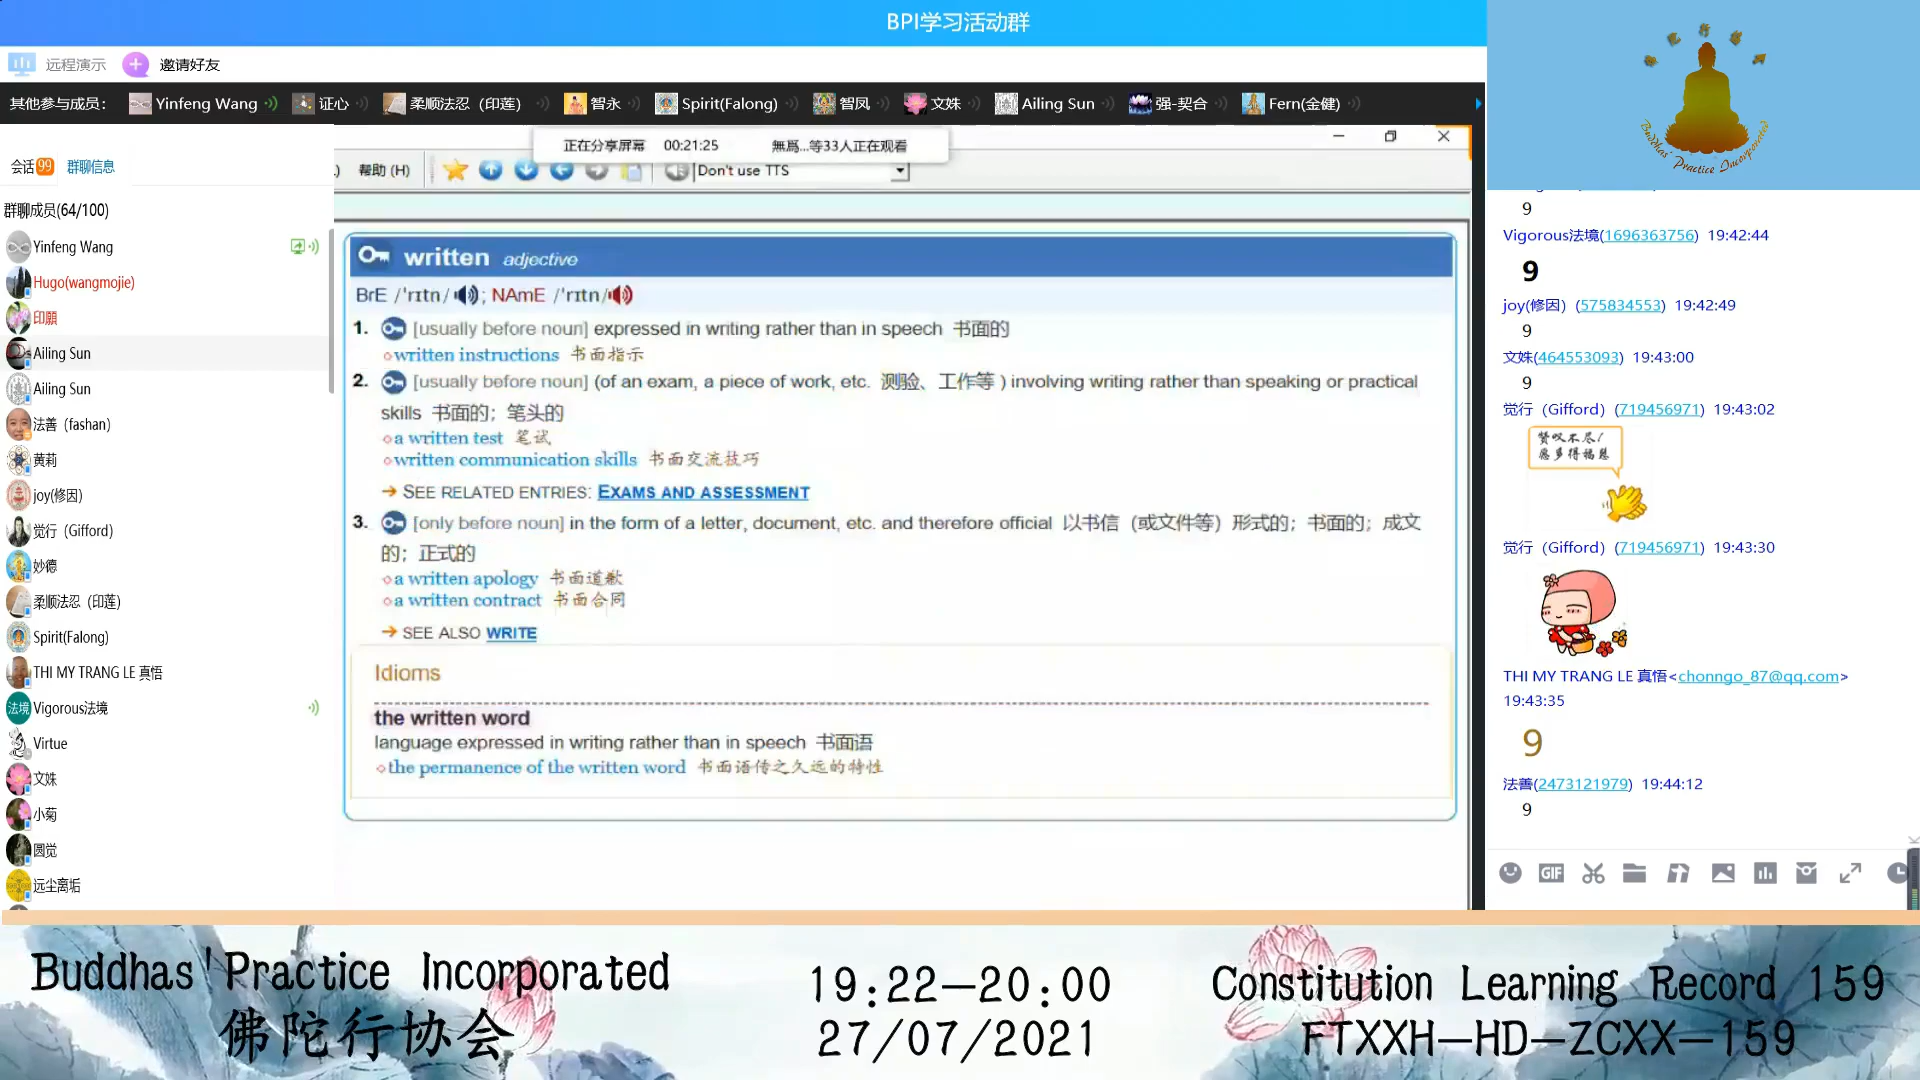 BPI学习活动群
远程演示 邀请好友
其他参与成员： Yinfeng Wang 证心 柔顺法忍（印莲） 智永 Spirit(Falong) 智凤 文姝 Ailing Sun 强-契合 Fern(金健)
正在分享屏幕 00:21:25 無爲...等33人正在观看
会话 99 群聊信息
帮助 (H) Don't use TTS
群聊成员(64/100)
Yinfeng Wang
Hugo(wangmojie)
印願
Ailing Sun
Ailing Sun
法善（fashan）
黄莉
joy(修因)
觉行（Gifford）
妙德
柔顺法忍（印莲）
Spirit(Falong)
THI MY TRANG LE 真悟
法境 Vigorous法境
Virtue
文姝
小菊
圆觉
远尘离垢
written adjective
BrE /ˈrɪtn/ ; NAmE /ˈrɪtn/
1. [usually before noun] expressed in writing rather than in speech 书面的
written instructions 书面指示
2. [usually before noun] (of an exam, a piece of work, etc. 测验、工作等 ) involving writing rather than speaking or practical
skills 书面的；笔头的
a written test 笔试
written communication skills 书面交流技巧
➔ SEE RELATED ENTRIES: EXAMS AND ASSESSMENT
3. [only before noun] in the form of a letter, document, etc. and therefore official 以书信（或文件等）形式的；书面的；成文
的；正式的
a written apology 书面道歉
a written contract 书面合同
➔ SEE ALSO WRITE
Idioms
the written word
language expressed in writing rather than in speech 书面语
the permanence of the written word 书面语传之久远的特性
Buddhas' Practice Incorporated
9
Vigorous法境(1696363756) 19:42:44
9
joy(修因) (575834553) 19:42:49
9
文姝(464553093) 19:43:00
9
觉行（Gifford）(719456971) 19:43:02
赞叹不尽!
愿多得福慧
觉行（Gifford）(719456971) 19:43:30
THI MY TRANG LE 真悟<chonngo_87@qq.com>
19:43:35
9
法善(2473121979) 19:44:12
9
GIF
Buddhas' Practice Incorporated
佛陀行协会
19:22—20:00
27/07/2021
Constitution Learning Record 159
FTXXH—HD—ZCXX—159